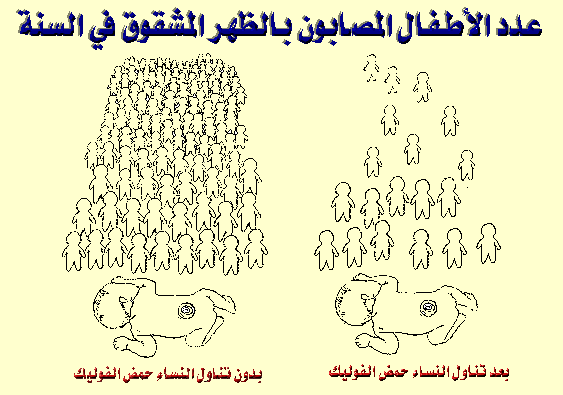 عدد الأطفال المصابون بالظهر المشقوق في السنة
بعد تناول النساء حمض الفوليك
بدون تناول النساء حمض الفوليك